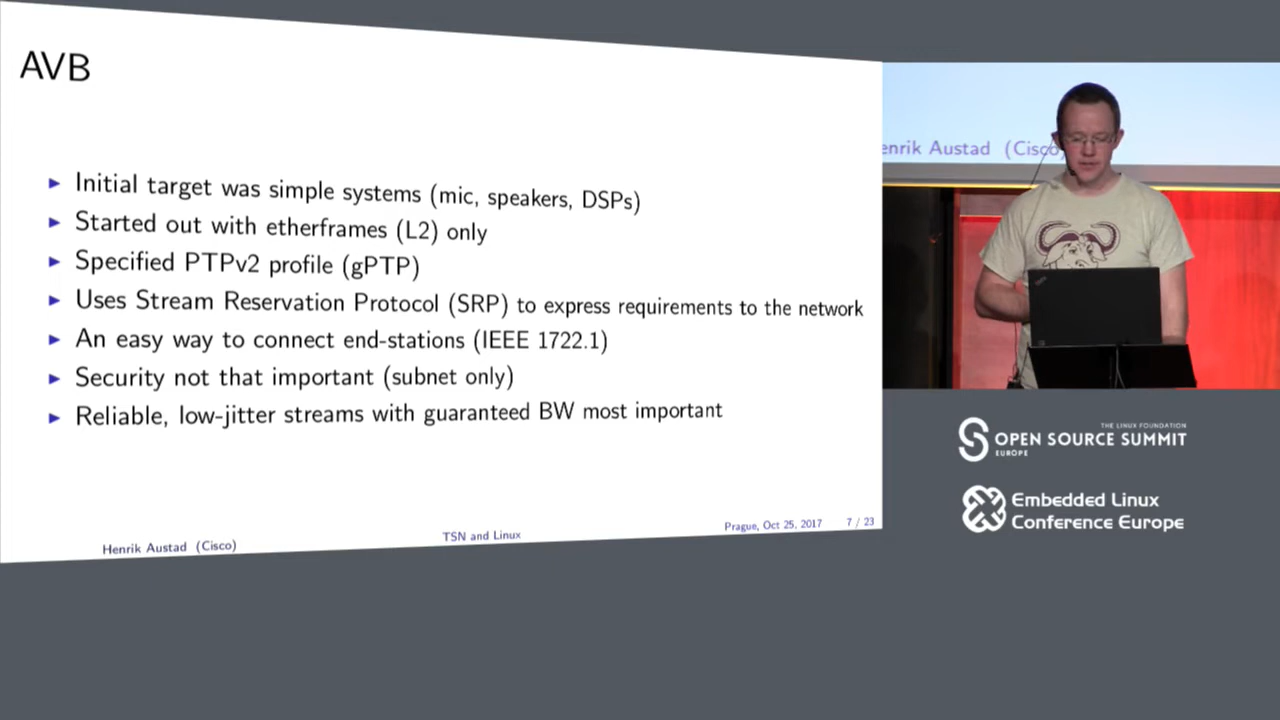 AVB
Initial target was simple systems (mic, speakers, DSPs)
Started out with etherframes (L2) only
Specified PTPv2 profile (gPTP)
Uses Stream Reservation Protocol (SRP) to express requirements to the network
An easy way to connect end-stations (IEEE 1722.1)
Security not that important (subnet only)
Reliable, low-jitter streams with guaranteed BW most important
Henrik Austad (Cisco)
TSN and Linux
Prague, Oct 25, 2017 7 / 23
enrik Austad (Cisco)
THE LINUX FOUNDATION
OPEN SOURCE SUMMIT
EUROPE
Embedded Linux
Conference Europe